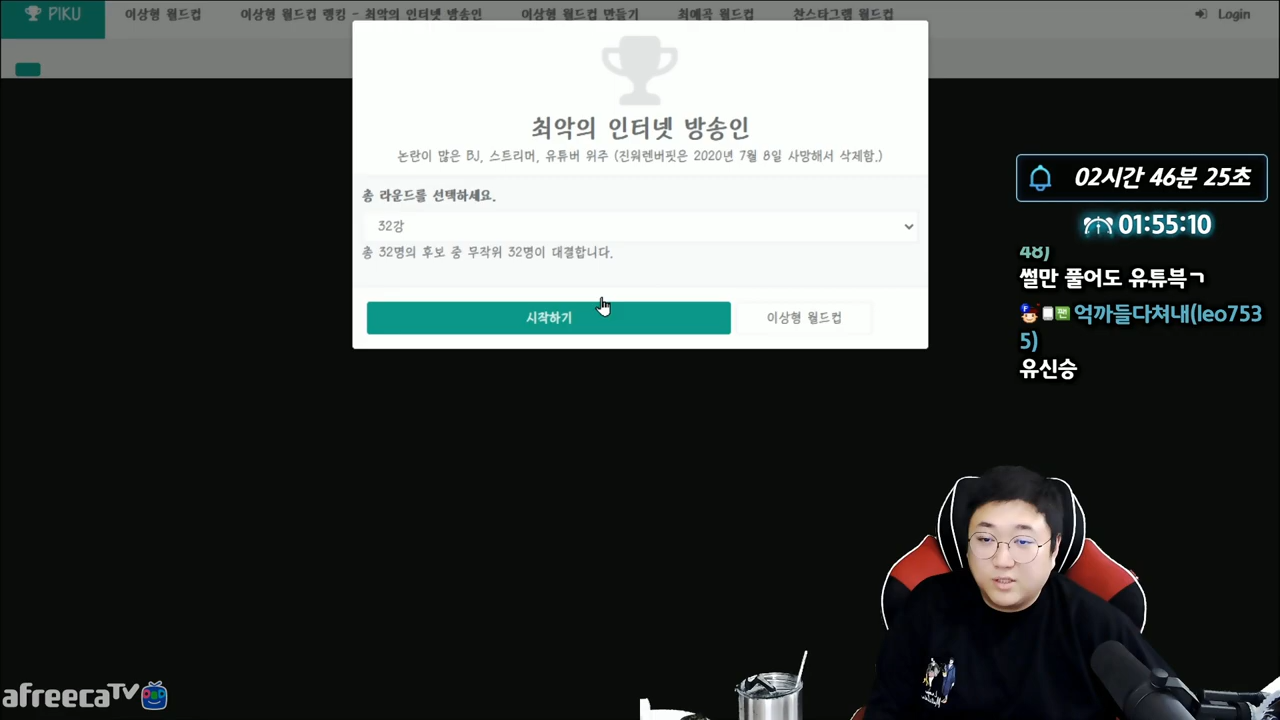 PIKU
이상형 월드컵
이상형 월드컵 랭킹 - 최악의 인터넷 방송인
이상형 월드컵 만들기
최애곡 월드컵
찬스타그램 월드컵
Login
최악의 인터넷 방송인
논란이 많은 BJ, 스트리머, 유튜버 위주 (진워렌버핏은 2020년 7월 8일 사망해서 삭제함.)
총 라운드를 선택하세요.
32강
총 32명의 후보 중 무작위 32명이 대결합니다.
시작하기
이상형 월드컵
02시간 46분 25초
01:55:10
48)
썰만 풀어도 유튜북ㄱ
팬 억까들다쳐내(leo753
5)
유신승
afreecaTV